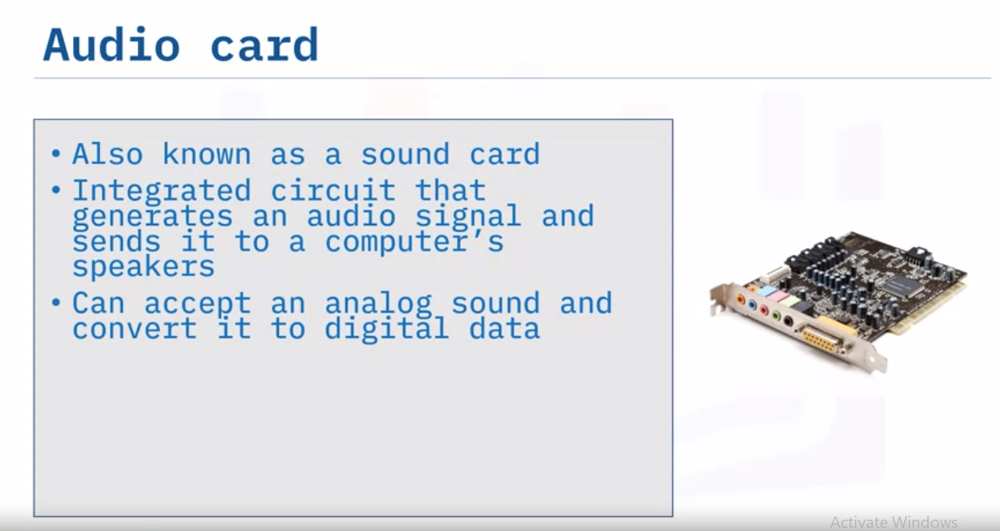 Audio card
• Also known as a sound card
• Integrated circuit that
generates an audio signal and
sends it to a computer’s
speakers
• Can accept an analog sound and
convert it to digital data
Activate Windows